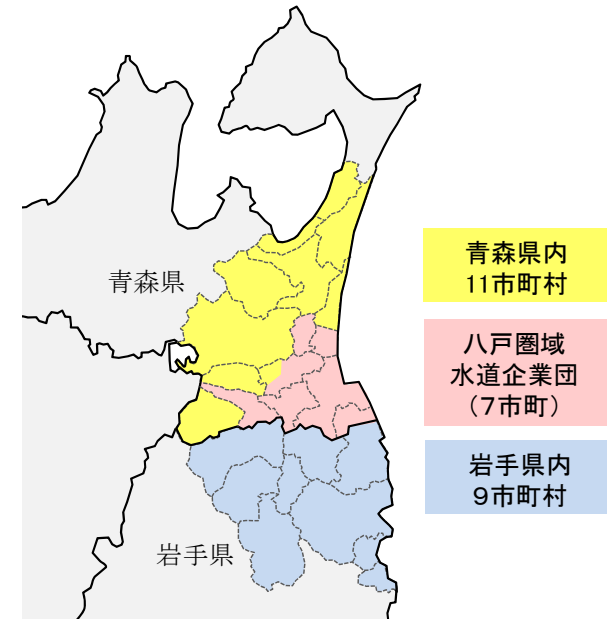 青森県
岩手県
青森県内
11市町村
八戸圏域
水道企業団
（7市町）
岩手県内
9市町村